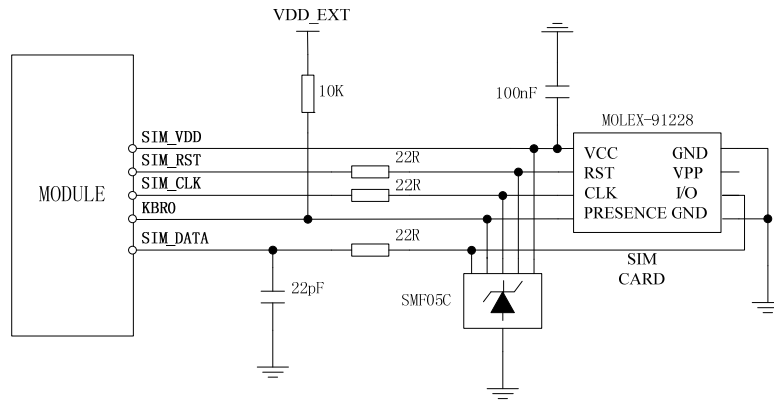 VDD_EXT
10K
100nF
MOLEX-91228
MODULE
SIM_VDD
SIM_RST
22R
SIM_CLK
22R
KBR0
SIM_DATA
22R
VCC GND
RST VPP
CLK I/O
PRESENCE GND
SIM
CARD
22pF
SMF05C